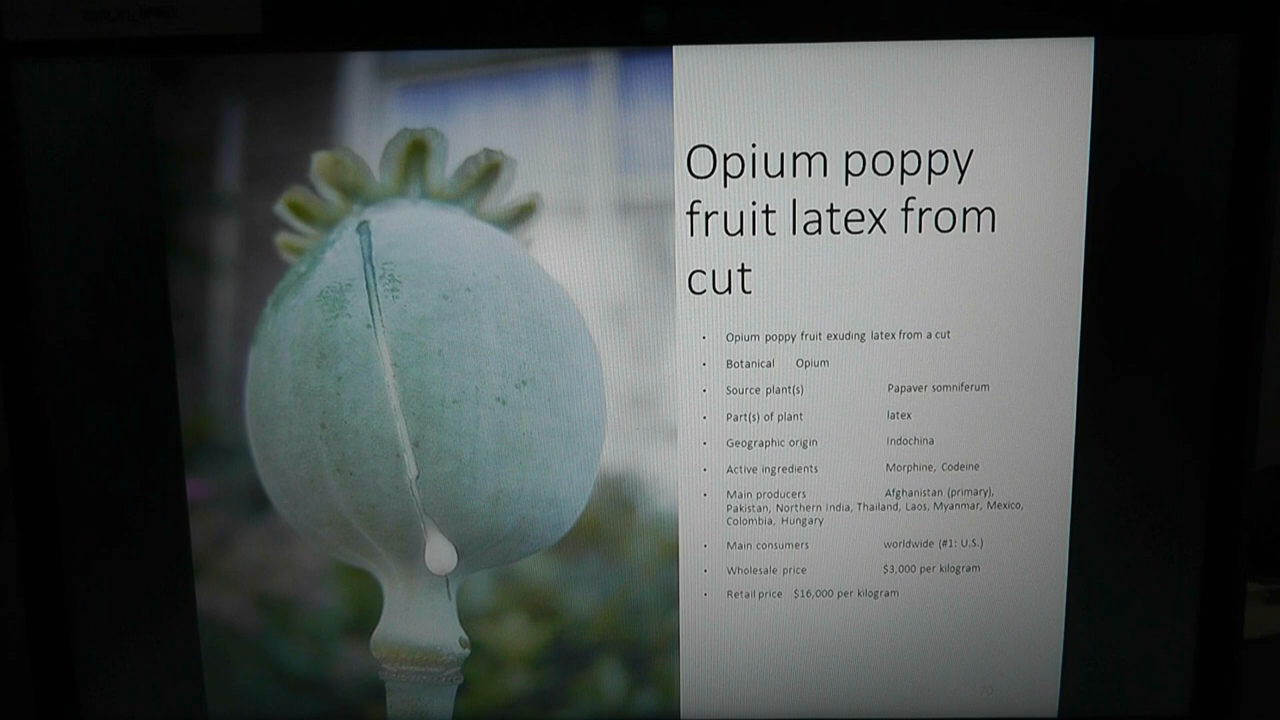 Opium poppy
fruit latex from
cut
• Opium poppy fruit exuding latex from a cut
• Botanical Opium
• Source plant(s) Papaver somniferum
• Part(s) of plant latex
• Geographic origin Indochina
• Active ingredients Morphine, Codeine
• Main producers Afghanistan (primary),
Pakistan, Northern India, Thailand, Laos, Myanmar, Mexico,
Colombia, Hungary
• Main consumers worldwide (#1: U.S.)
• Wholesale price $3,000 per kilogram
• Retail price $16,000 per kilogram
70